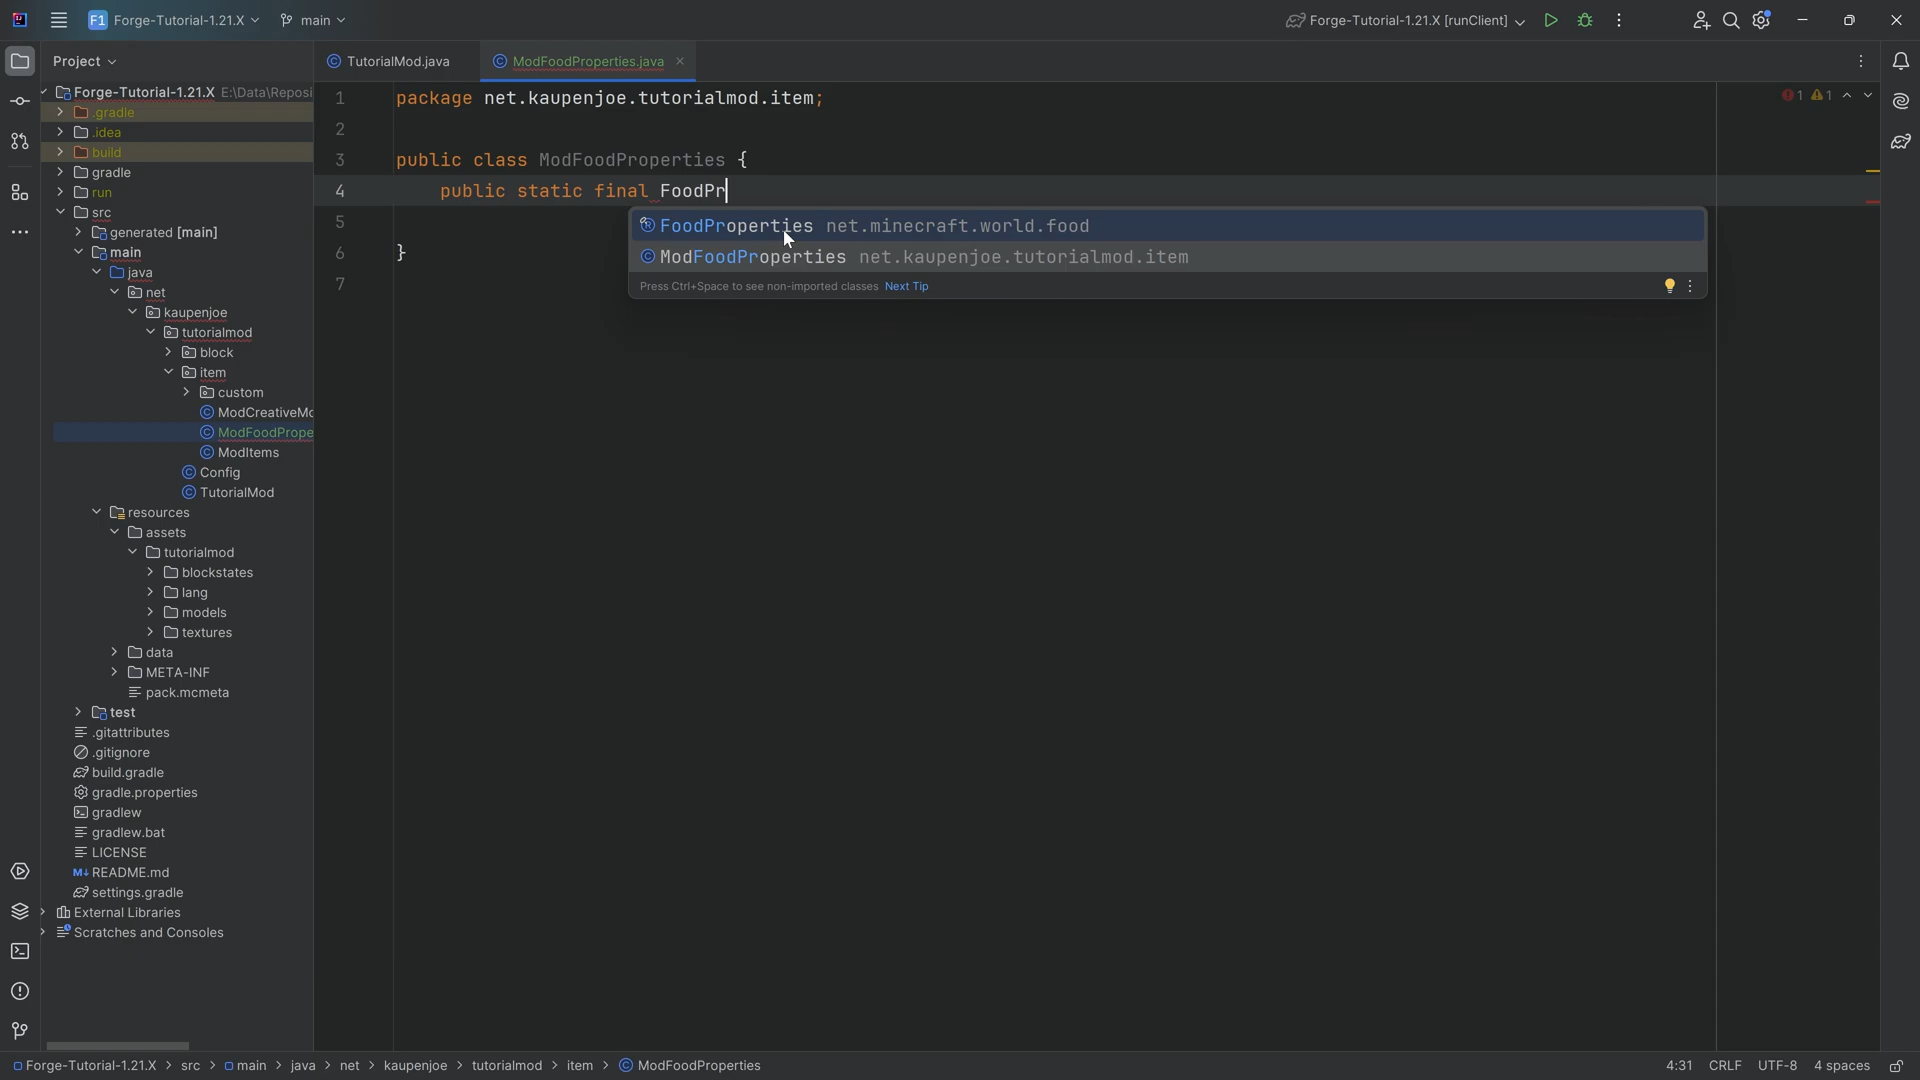 F1 Forge-Tutorial-1.21.X main Forge-Tutorial-1.21.X [runClient]
Project
TutorialMod.java
ModFoodProperties.java
Forge-Tutorial-1.21.X E:\Data\Reposi
.gradle
.idea
build
gradle
run
src
generated [main]
main
java
net
kaupenjoe
tutorialmod
block
item
custom
ModCreativeMo
ModFoodPrope
ModItems
Config
TutorialMod
resources
assets
tutorialmod
blockstates
lang
models
textures
data
META-INF
pack.mcmeta
test
.gitattributes
.gitignore
build.gradle
gradle.properties
gradlew
gradlew.bat
LICENSE
README.md
settings.gradle
External Libraries
Scratches and Consoles
1 package net.kaupenjoe.tutorialmod.item;
2
3 public class ModFoodProperties {
4 public static final FoodPr
5
6 }
7
1 1
FoodProperties net.minecraft.world.food
ModFoodProperties net.kaupenjoe.tutorialmod.item
Press Ctrl+Space to see non-imported classes Next Tip
Forge-Tutorial-1.21.X > src > main > java > net > kaupenjoe > tutorialmod > item > ModFoodProperties
4:31 CRLF UTF-8 4 spaces